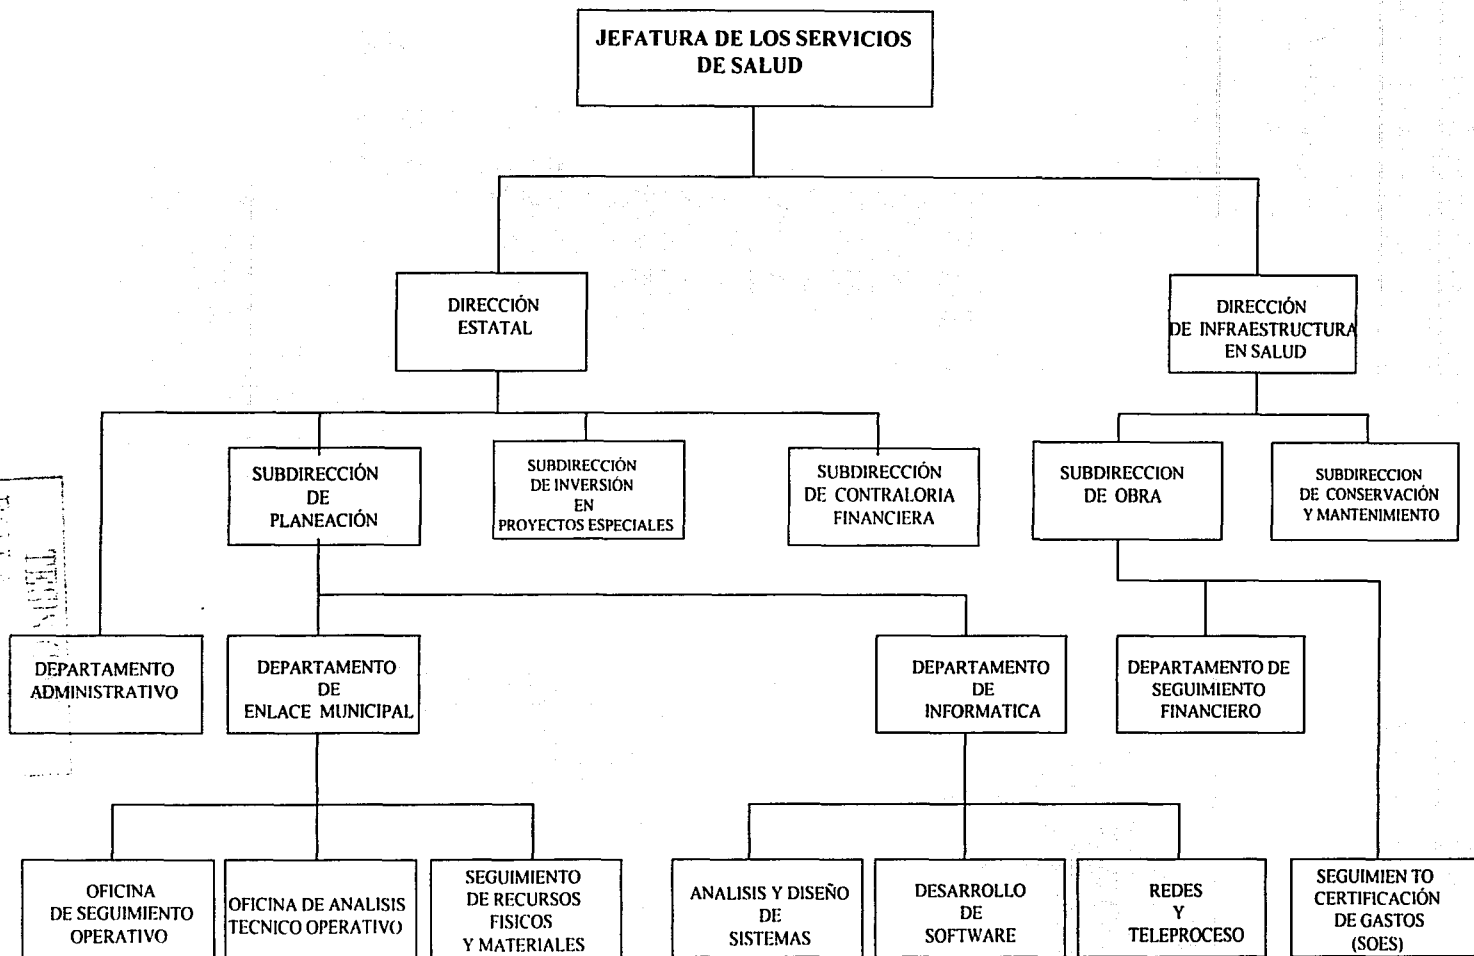 JEFATURA DE LOS SERVICIOS
DE SALUD
DIRECCIÓN
ESTATAL
DIRECCIÓN
DE INFRAESTRUCTURA
EN SALUD
SUBDIRECCIÓN
DE
PLANEACIÓN
SUBDIRECCIÓN
DE INVERSIÓN
EN
PROYECTOS ESPECIALES
SUBDIRECCIÓN
DE CONTRALORIA
FINANCIERA
SUBDIRECCION
DE OBRA
SUBDIRECCION
DE CONSERVACIÓN
Y MANTENIMIENTO
DEPARTAMENTO
ADMINISTRATIVO
DEPARTAMENTO
DE
ENLACE MUNICIPAL
DEPARTAMENTO
DE
INFORMATICA
DEPARTAMENTO DE
SEGUIMIENTO
FINANCIERO
OFICINA
DE SEGUIMIENTO
OPERATIVO
OFICINA DE ANALISIS
TECNICO OPERATIVO
SEGUIMIENTO
DE RECURSOS
FISICOS
Y MATERIALES
ANALISIS Y DISEÑO
DE
SISTEMAS
DESARROLLO
DE
SOFTWARE
REDES
Y
TELEPROCESO
SEGUIMIEN TO
CERTIFICACIÓN
DE GASTOS
(SOES)